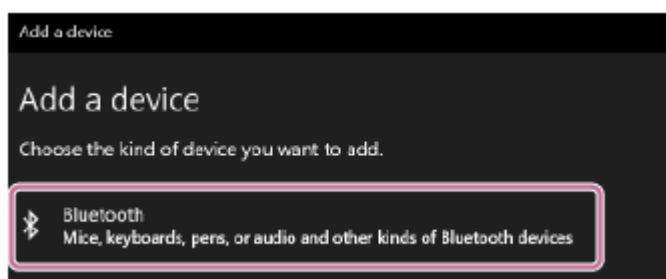 Add a device
Add a device
Choose the kind of device you want to add.
Bluetooth
Mice, keyboards, pens, or audio and other kinds of Bluetooth devices